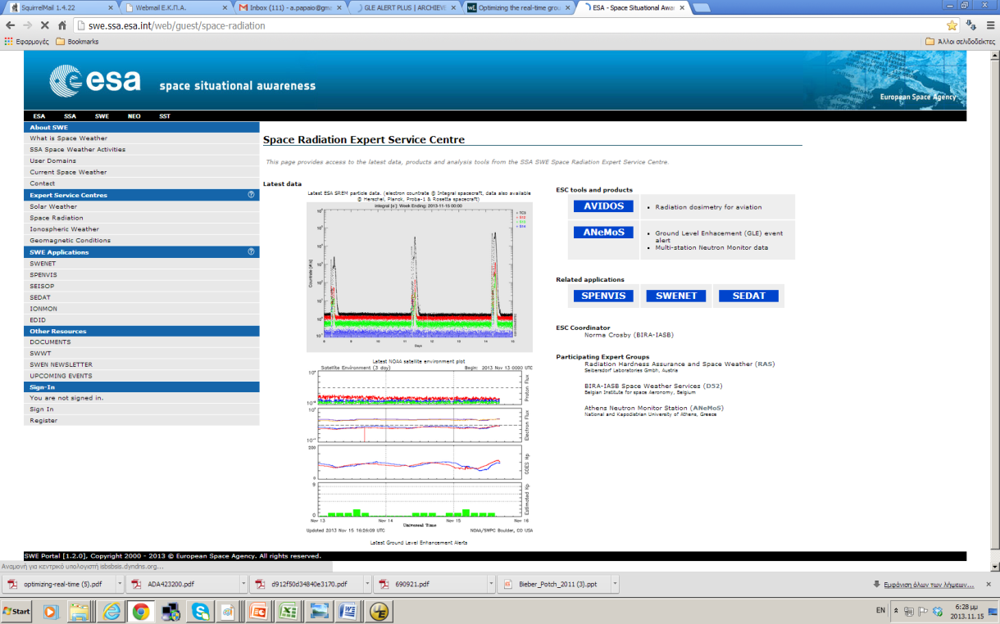 SquirrelMail 1.4.22
Webmail Ε.Κ.Π.Α.
Inbox (111) - a.papaio@gma
GLE ALERT PLUS | ARCHIEVE
Optimizing the real-time grou
ESA - Space Situational Awar
swe.ssa.esa.int/web/guest/space-radiation
Εφαρμογές
Bookmarks
Άλλοι σελιδοδείκτες
esa
space situational awareness
European Space Agency
ESA SSA SWE NEO SST
About SWE
What is Space Weather
SSA Space Weather Activities
User Domains
Current Space Weather
Contact
Expert Service Centres
Solar Weather
Space Radiation
Ionospheric Weather
Geomagnetic Conditions
SWE Applications
SWENET
SPENVIS
SEISOP
SEDAT
IONMON
EDID
Other Resources
DOCUMENTS
SWWT
SWEN NEWSLETTER
UPCOMING EVENTS
Sign-In
You are not signed in.
Sign In
Register
Space Radiation Expert Service Centre
This page provides access to the latest data, products and analysis tools from the SSA SWE Space Radiation Expert Service Centre.
Latest data
Latest ESA SREM particle data. (electron countrate @ Integral spacecraft, data also available
@ Herschel, Planck, Proba-1 & Rosetta spacecraft)
Integral [a']: Week Ending: 2013-11-15 00:00
TC3
S12
S13
S14
Countrate [#/s]
8 9 10 11 12 13 14 15
Days
Latest NOAA satellite environment plot
Satellite Environment (3 day) Begin: 2013 Nov 13 0000 UTC
Proton Flux
Electron Flux
200
0
GOES Hp
9
0
Estimated Kp
Nov 13 Nov 14 Nov 15 Nov 16
Universal Time
Updated 2013 Nov 15 16:26:09 UTC NOAA/SWPC Boulder, CO USA
Latest Ground Level Enhancement Alerts
ESC tools and products
AVIDOS
Radiation dosimetry for aviation
ANeMoS
Ground Level Enhacement (GLE) event
alert
Multi-station Neutron Monitor data
Related applications
SPENVIS SWENET SEDAT
ESC Coordinator
Norma Crosby (BIRA-IASB)
Participating Expert Groups
Radiation Hardness Assurance and Space Weather (RAS)
Seibersdorf Laboratories Gmbh, Austria
BIRA-IASB Space Weather Services (D52)
Belgian Institute for space Aeronomy, Belgium
Athens Neutron Monitor Station (ANeMoS)
National and Kapodistrian University of Athens, Greece
SWE Portal [1.2.0], Copyright 2000 - 2013 © European Space Agency. All rights reserved.
Αναμονή για κεντρικό υπολογιστή isbsbsis.dyndns.org...
optimizing-real-time (5).pdf
ADA423200.pdf
d912f50d34840e3170.pdf
690921.pdf
Bieber_Potch_2011 (3).ppt
Εμφάνιση όλων των λήψεων...
Start
EN
6:28 μμ
2013.11.15